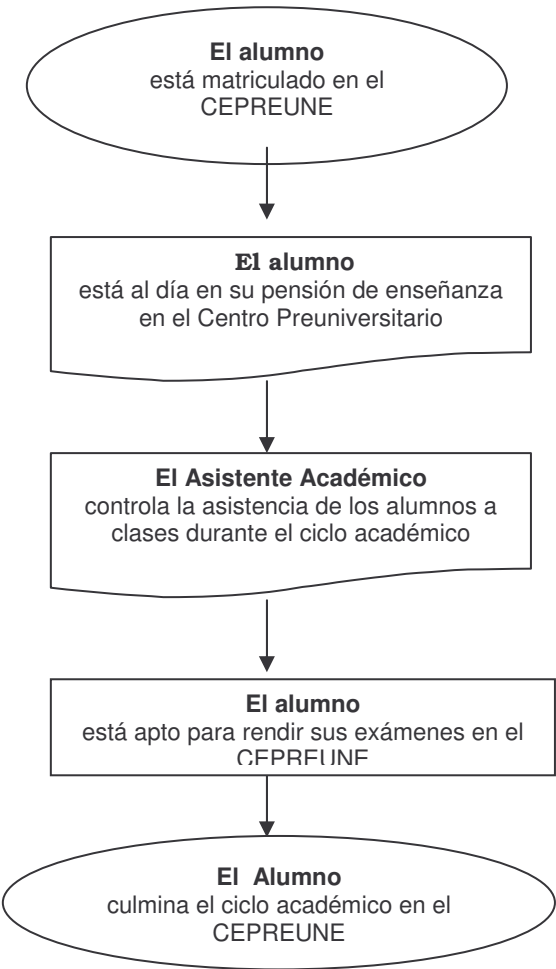 El alumno
está matriculado en el
CEPREUNE
El alumno
está al día en su pensión de enseñanza
en el Centro Preuniversitario
El Asistente Académico
controla la asistencia de los alumnos a
clases durante el ciclo académico
El alumno
está apto para rendir sus exámenes en el
CEPREUNE
El Alumno
culmina el ciclo académico en el
CEPREUNE